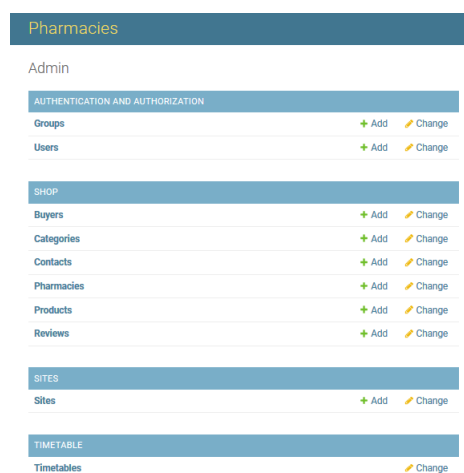 Pharmacies
Admin
AUTHENTICATION AND AUTHORIZATION
Groups Add Change
Users Add Change
SHOP
Buyers Add Change
Categories Add Change
Contacts Add Change
Pharmacies Add Change
Products Add Change
Reviews Add Change
SITES
Sites Add Change
TIMETABLE
Timetables Change